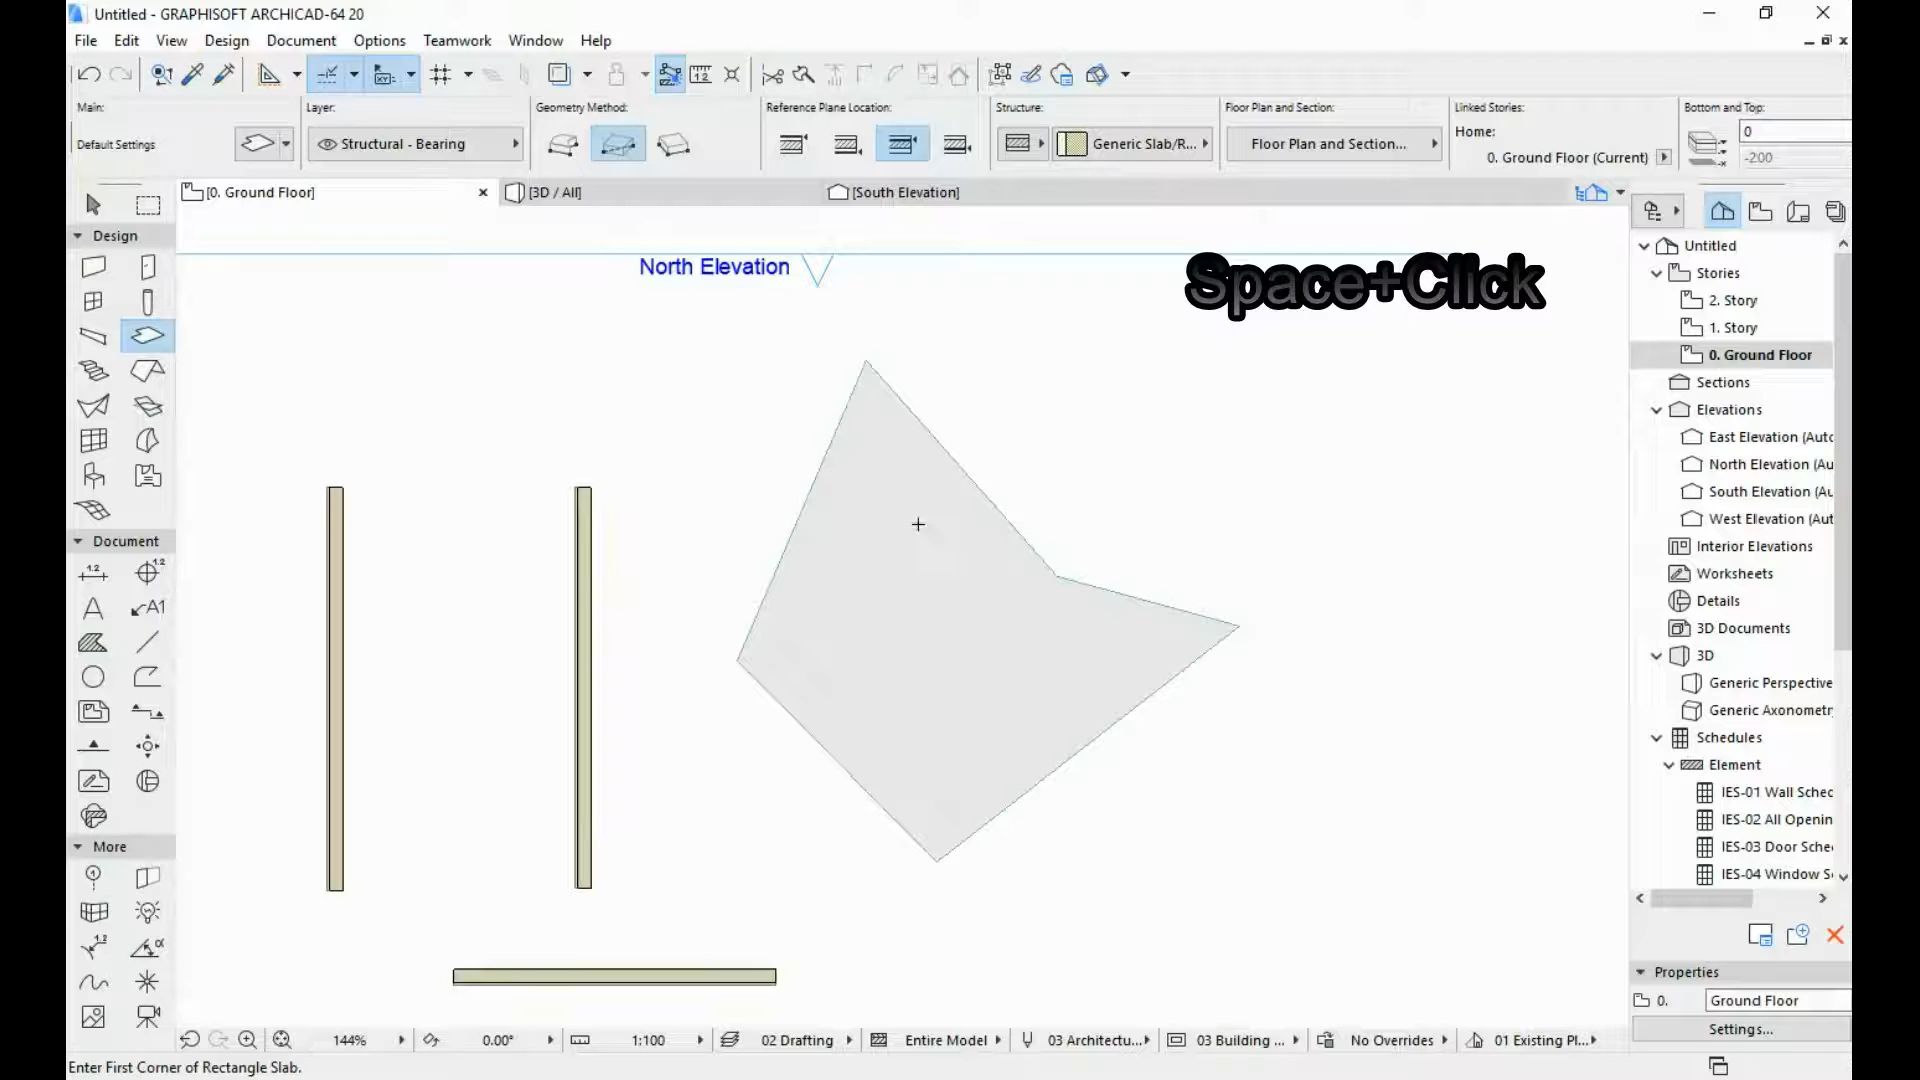 Untitled - GRAPHISOFT ARCHICAD-64 20
File Edit View Design Document Options Teamwork Window Help
Main:
Default Settings
Layer:
Structural - Bearing
Geometry Method:
Reference Plane Location:
Structure:
Generic Slab/R...
Floor Plan and Section:
Floor Plan and Section...
Linked Stories:
Home:
0. Ground Floor (Current)
Bottom and Top:
0
-200
[0. Ground Floor]
[3D / All]
[South Elevation]
Design
Document
More
North Elevation
Space+Click
Untitled
Stories
2. Story
1. Story
0. Ground Floor
Sections
Elevations
East Elevation (Auto
North Elevation (Au
South Elevation (Au
West Elevation (Aut
Interior Elevations
Worksheets
Details
3D Documents
3D
Generic Perspective
Generic Axonometr
Schedules
Element
IES-01 Wall Sched
IES-02 All Openin
IES-03 Door Sche
IES-04 Window S
Properties
0.
Ground Floor
Settings...
144%
0.00°
1:100
02 Drafting
Entire Model
03 Architectu...
03 Building ...
No Overrides
01 Existing Pl...
Enter First Corner of Rectangle Slab.